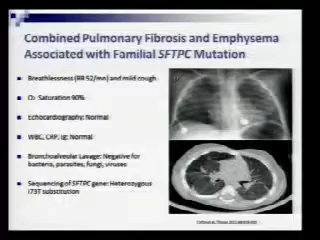 Combined Pulmonary Fibrosis and Emphysema
Associated with Familial SFTPC Mutation
Breathlessness (RR 52/mn) and mild cough
O₂ Saturation 90%
Echocardiography: Normal
WBC, CRP, Ig: Normal
Bronchoalveolar Lavage: Negative for
bacteria, parasites, fungi, viruses
Sequencing of SFTPC gene: Heterozygous
I73T substitution